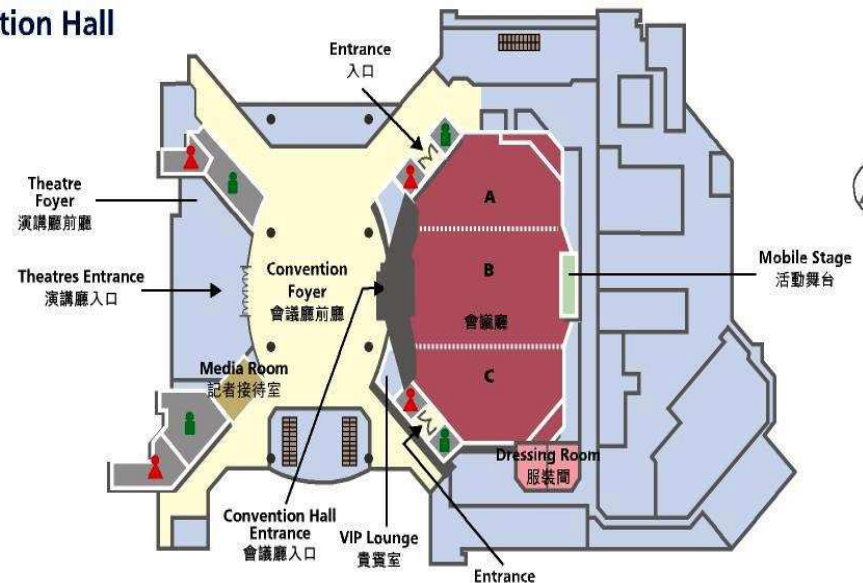 tion Hall
Entrance
入口
Theatre
Foyer
演講廳前廳
A
Mobile Stage
活動舞台
Theatres Entrance
演講廳入口
Convention
Foyer
會議廳前廳
B
會議廳
Media Room
記者接待室
C
Dressing Room
服裝間
Convention Hall
Entrance
會議廳入口
VIP Lounge
貴賓室
Entrance